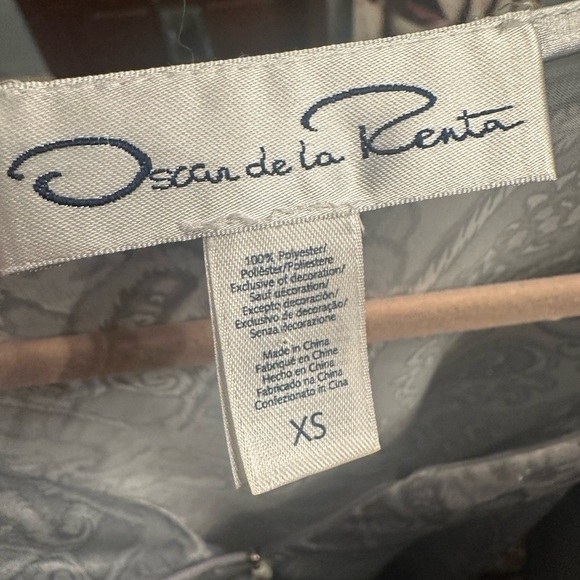 Oscar de la Renta
100% Polyester/
Poliéster/Poliestere
Exclusive of decoration/
Sauf décoration/
Excepto decoración/
Exclusivo de decoração/
Senza decorazione
Made in China
Fabriqué en Chine
Hecho en China
Fabricado na China
Confezionato in Cina
XS